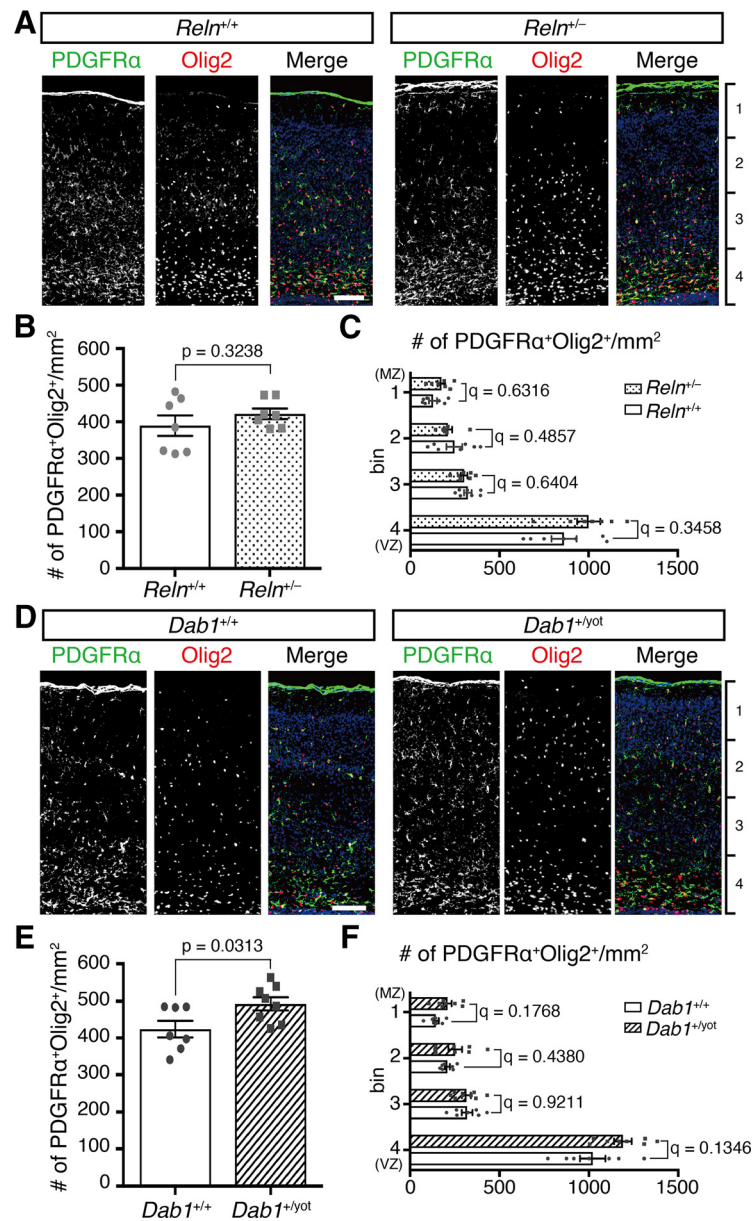 A
Reln+/+
Reln+/–
PDGFRα Olig2 Merge PDGFRα Olig2 Merge
1
2
3
4
B
# of PDGFRα+Olig2+/mm2
600
500
400
300
200
100
0
p = 0.3238
Reln+/+ Reln+/–
C
# of PDGFRα+Olig2+/mm2
bin
(MZ)
1
2
3
4
(VZ)
q = 0.6316
q = 0.4857
q = 0.6404
q = 0.3458
Reln+/–
Reln+/+
0 500 1000 1500
D
Dab1+/+
Dab1+/yot
PDGFRα Olig2 Merge PDGFRα Olig2 Merge
1
2
3
4
E
# of PDGFRα+Olig2+/mm2
600
500
400
300
200
100
0
p = 0.0313
Dab1+/+ Dab1+/yot
F
# of PDGFRα+Olig2+/mm2
bin
(MZ)
1
2
3
4
(VZ)
q = 0.1768
q = 0.4380
q = 0.9211
q = 0.1346
Dab1+/+
Dab1+/yot
0 500 1000 1500